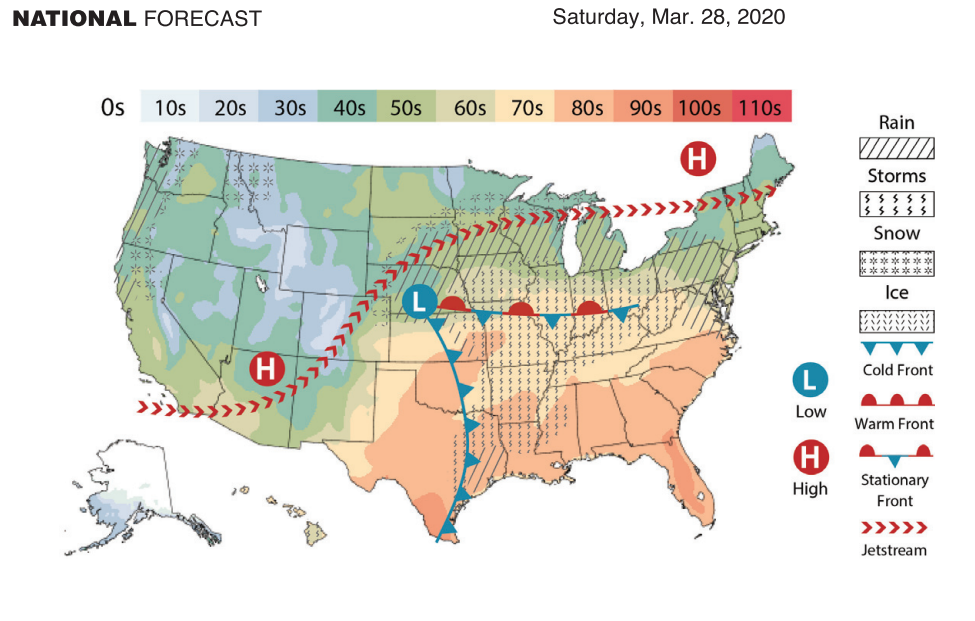 NATIONAL FORECAST
Saturday, Mar. 28, 2020
0s 10s 20s 30s 40s 50s 60s 70s 80s 90s 100s 110s
Rain
Storms
Snow
Ice
Cold Front
Warm Front
Stationary
Front
Jetstream
L
Low
H
High
H
L
H